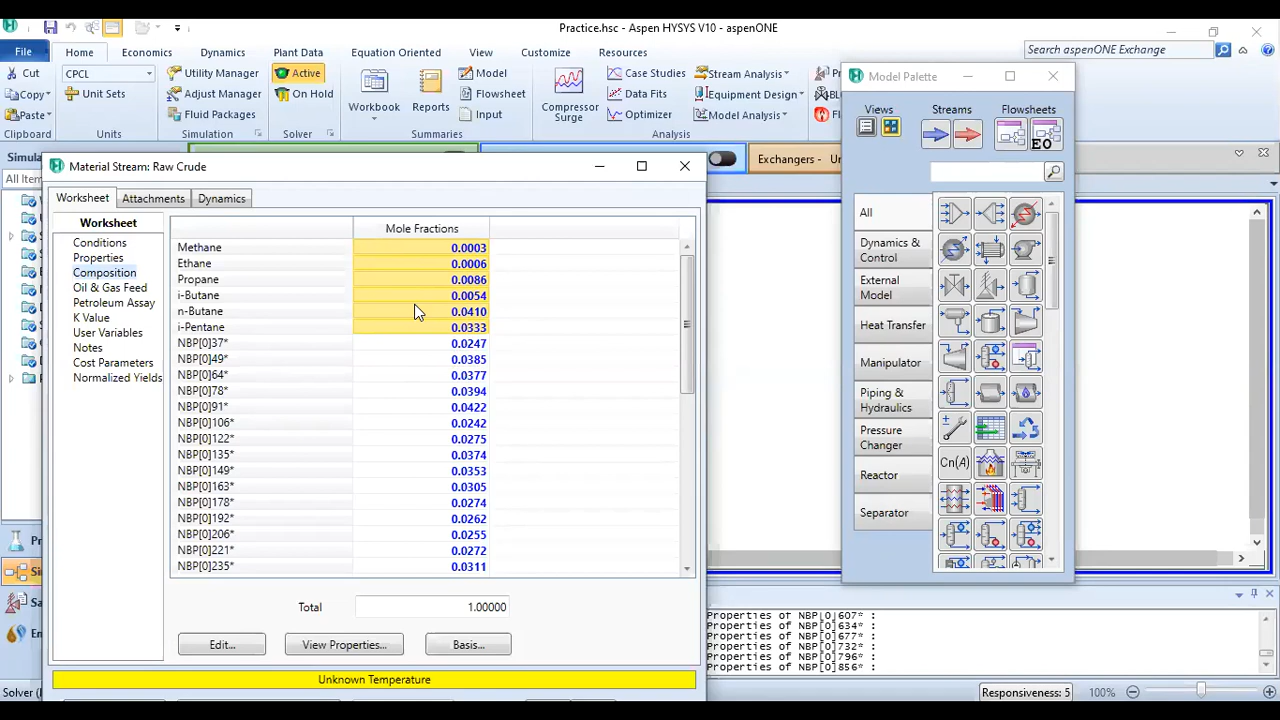 Practice.hsc - Aspen HYSYS V10 - aspenONE
File Home Economics Dynamics Plant Data Equation Oriented View Customize Resources
Search aspenONE Exchange
Cut
Copy
Paste
Clipboard
CPCL
Unit Sets
Units
Utility Manager
Adjust Manager
Fluid Packages
Simulation
Active
On Hold
Solver
Workbook
Reports
Model
Flowsheet
Input
Summaries
Compressor
Surge
Case Studies
Data Fits
Optimizer
Stream Analysis
Equipment Design
Model Analysis
Analysis
Exchangers -
Material Stream: Raw Crude
Worksheet Attachments Dynamics
Worksheet
Conditions
Properties
Composition
Oil & Gas Feed
Petroleum Assay
K Value
User Variables
Notes
Cost Parameters
Normalized Yields
Mole Fractions
Methane 0.0003
Ethane 0.0006
Propane 0.0086
i-Butane 0.0054
n-Butane 0.0410
i-Pentane 0.0333
NBP[0]37* 0.0247
NBP[0]49* 0.0385
NBP[0]64* 0.0377
NBP[0]78* 0.0394
NBP[0]91* 0.0422
NBP[0]106* 0.0242
NBP[0]122* 0.0275
NBP[0]135* 0.0374
NBP[0]149* 0.0353
NBP[0]163* 0.0305
NBP[0]178* 0.0274
NBP[0]192* 0.0262
NBP[0]206* 0.0255
NBP[0]221* 0.0272
NBP[0]235* 0.0311
Total 1.00000
Edit... View Properties... Basis...
Unknown Temperature
Model Palette
Views Streams Flowsheets
EO
All
Dynamics &
Control
External
Model
Heat Transfer
Manipulator
Piping &
Hydraulics
Pressure
Changer
Reactor
Separator
Cn(A)
Properties of NBP[0]607* :
Properties of NBP[0]634* :
Properties of NBP[0]677* :
Properties of NBP[0]732* :
Properties of NBP[0]796* :
Properties of NBP[0]856* :
Responsiveness: 5
100%